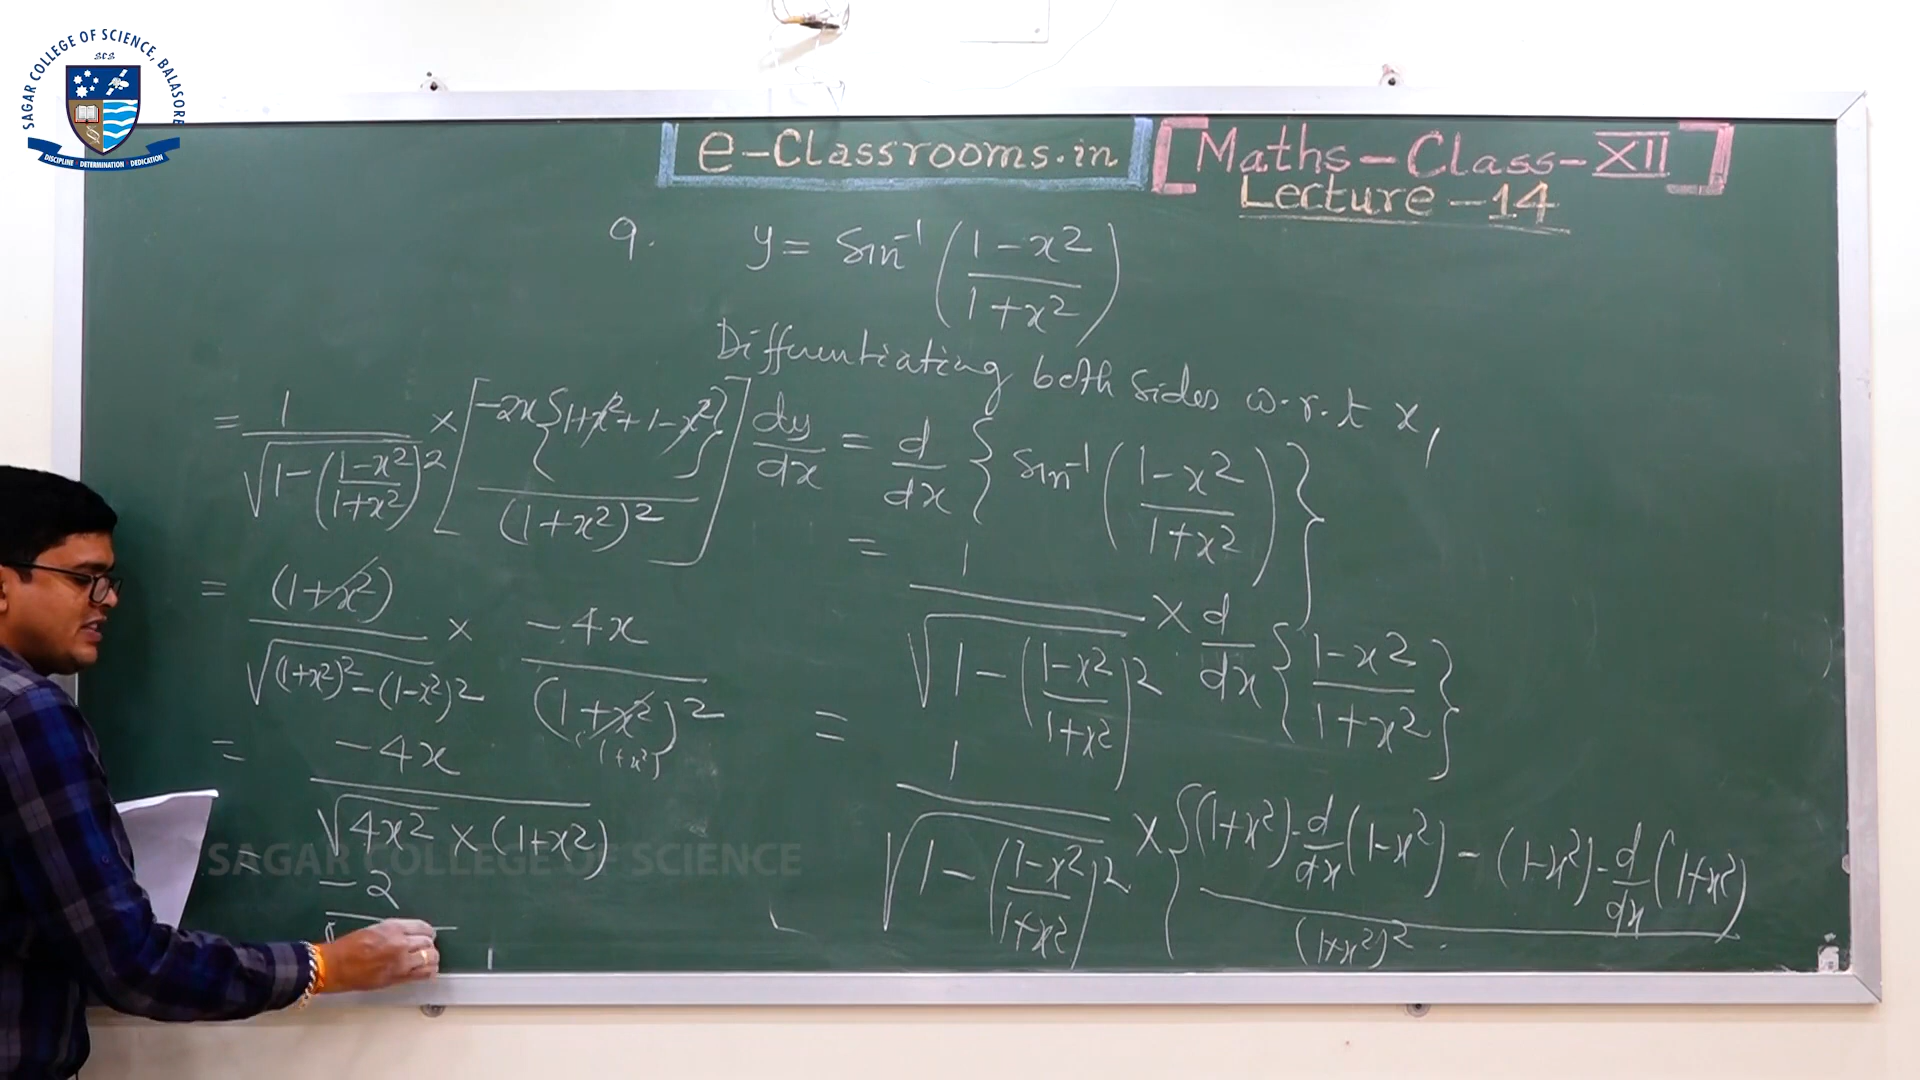 SAGAR COLLEGE OF SCIENCE, BALASORE
SCS
DISCIPLINE DETERMINATION DEDICATION
e-Classrooms.in
Maths-Class-XII
Lecture-14
9. y = Sin⁻¹ ((1-x²)/(1+x²))
Differentiating both sides w.r.t x,
dy/dx = d/dx {Sin⁻¹ ((1-x²)/(1+x²))}
= 1/√(1-((1-x²)/(1+x²))²) × d/dx {(1-x²)/(1+x²)}
= 1/√(1-((1-x²)/(1+x²))²) × {(1+x²)·d/dx(1-x²) - (1-x²)·d/dx(1+x²)}/(1+x²)²
= 1/√(1-((1-x²)/(1+x²))²) × [-2x{1+x²+1-x²}/(1+x²)²]
= (1+x²)/√((1+x²)²-(1-x²)²) × -4x/(1+x²)²
(1+x²)
= -4x/(√4x² × (1+x²))
= -2
SAGAR COLLEGE OF SCIENCE